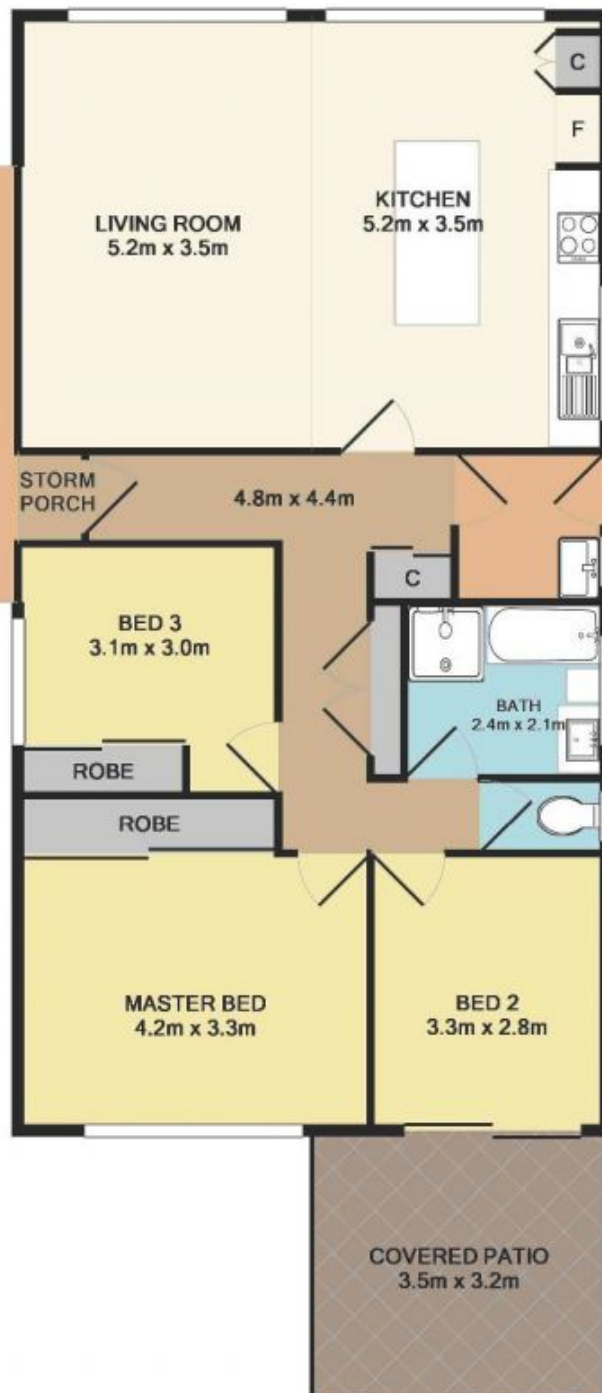 C
F
LIVING ROOM
5.2m x 3.5m
KITCHEN
5.2m x 3.5m
STORM
PORCH
4.8m x 4.4m
C
BED 3
3.1m x 3.0m
BATH
2.4m x 2.1m
ROBE
ROBE
MASTER BED
4.2m x 3.3m
BED 2
3.3m x 2.8m
COVERED PATIO
3.5m x 3.2m